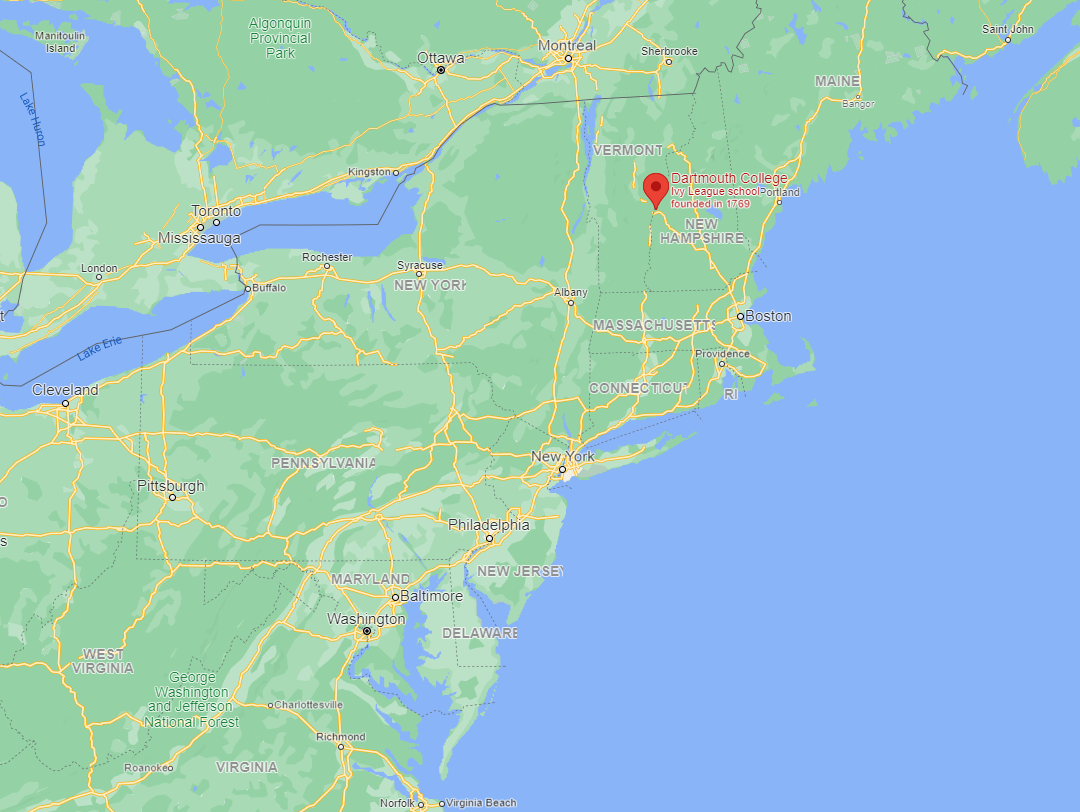 Algonquin
Provincial
Park
Manitoulin
Island
Ottawa
Montreal
Sherbrooke
Saint John
MAINE
Bangor
Lake Huron
VERMONT
Kingston
Dartmouth College
Ivy League school
founded in 1769
Portland
Toronto
Mississauga
NEW
HAMPSHIRE
London
Rochester
Syracuse
Buffalo
NEW YORK
Albany
t
Boston
MASSACHUSETTS
Lake Erie
Providence
Cleveland
CONNECTICUT
RI
New York
PENNSYLVANIA
Pittsburgh
O
Philadelphia
s
NEW JERSEY
MARYLAND
Baltimore
Washington
DELAWARE
WEST
VIRGINIA
George
Washington
and Jefferson
National Forest
Charlottesville
Richmond
Roanoke
VIRGINIA
Norfolk
Virginia Beach